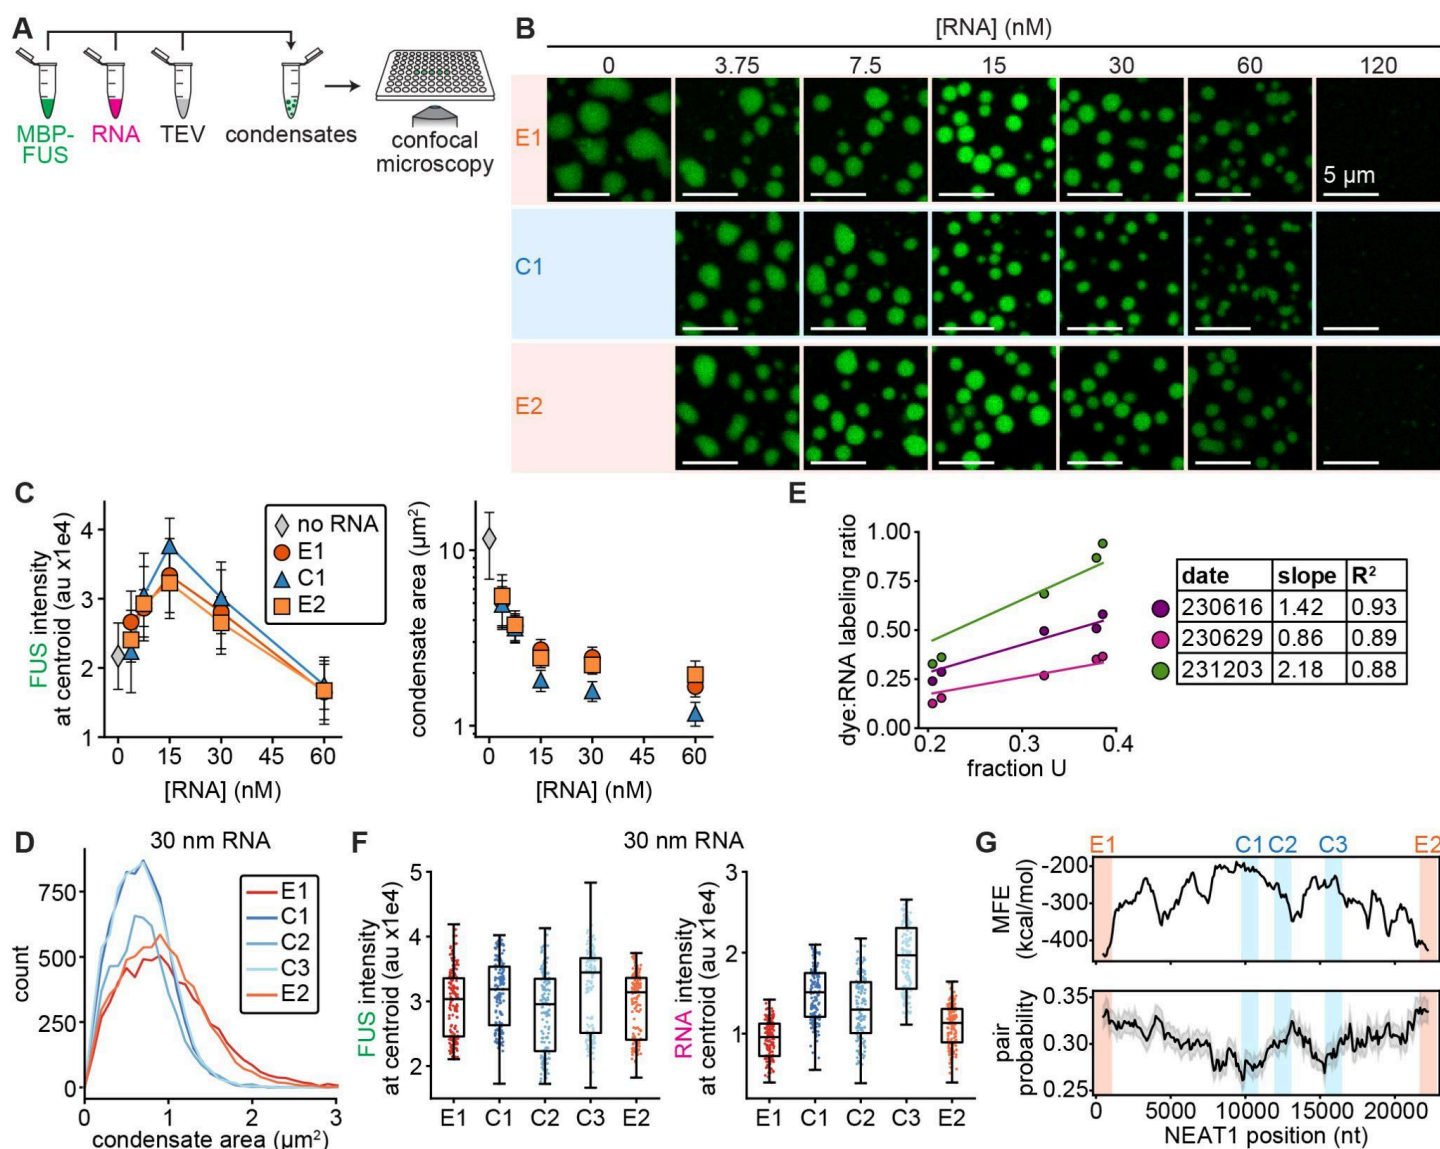 A
MBP-
FUS
RNA
TEV
condensates
confocal
microscopy
B
[RNA] (nM)
0 3.75 7.5 15 30 60 120
E1
5 µm
C1
E2
C
FUS intensity
at centroid (au x1e4)
4
3
2
1
0 15 30 45 60
[RNA] (nM)
no RNA
E1
C1
E2
condensate area (µm²)
10
1
0 15 30 45 60
[RNA] (nM)
E
dye:RNA labeling ratio
1.00
0.75
0.50
0.25
0.00
0.2 0.3 0.4
fraction U
date slope R²
230616 1.42 0.93
230629 0.86 0.89
231203 2.18 0.88
D
30 nm RNA
count
750
500
250
0
0 1 2 3
condensate area (µm²)
E1
C1
C2
C3
E2
F
30 nm RNA
FUS intensity
at centroid (au x1e4)
5
4
3
2
E1 C1 C2 C3 E2
RNA intensity
at centroid (au x1e4)
3
2
1
E1 C1 C2 C3 E2
G
E1 C1 C2 C3 E2
MFE
(kcal/mol)
-200
-300
-400
pair
probability
0.35
0.30
0.25
0 5000 10000 15000 20000
NEAT1 position (nt)